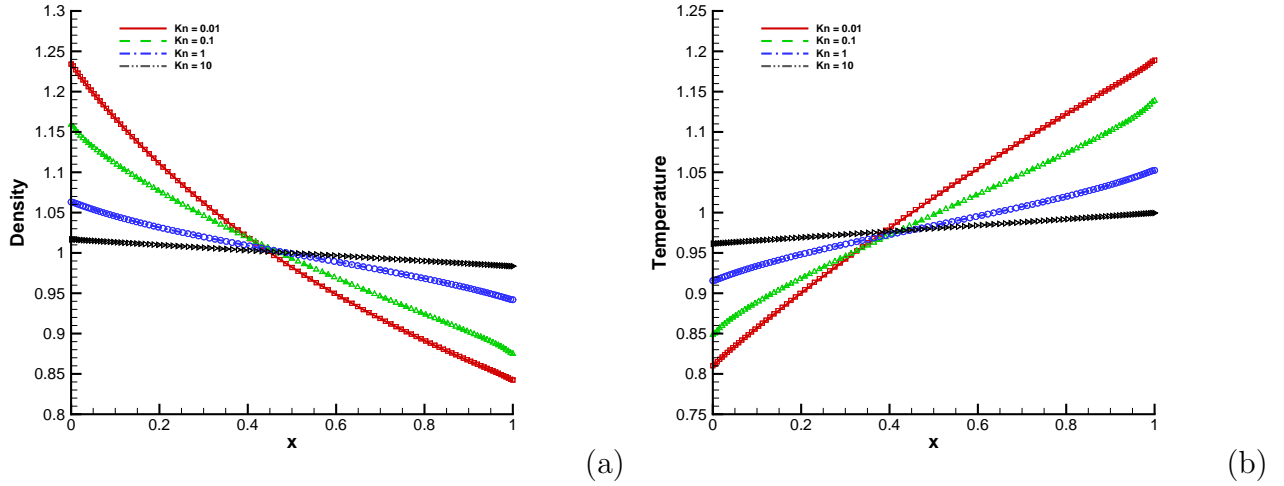 Kn = 0.01
Kn = 0.1
Kn = 1
Kn = 10
1.3
1.25
1.2
1.15
1.1
1.05
1
0.95
0.9
0.85
0.8
Density
0 0.2 0.4 0.6 0.8 1
x
(a)
Kn = 0.01
Kn = 0.1
Kn = 1
Kn = 10
1.25
1.2
1.15
1.1
1.05
1
0.95
0.9
0.85
0.8
0.75
Temperature
0 0.2 0.4 0.6 0.8 1
x
(b)